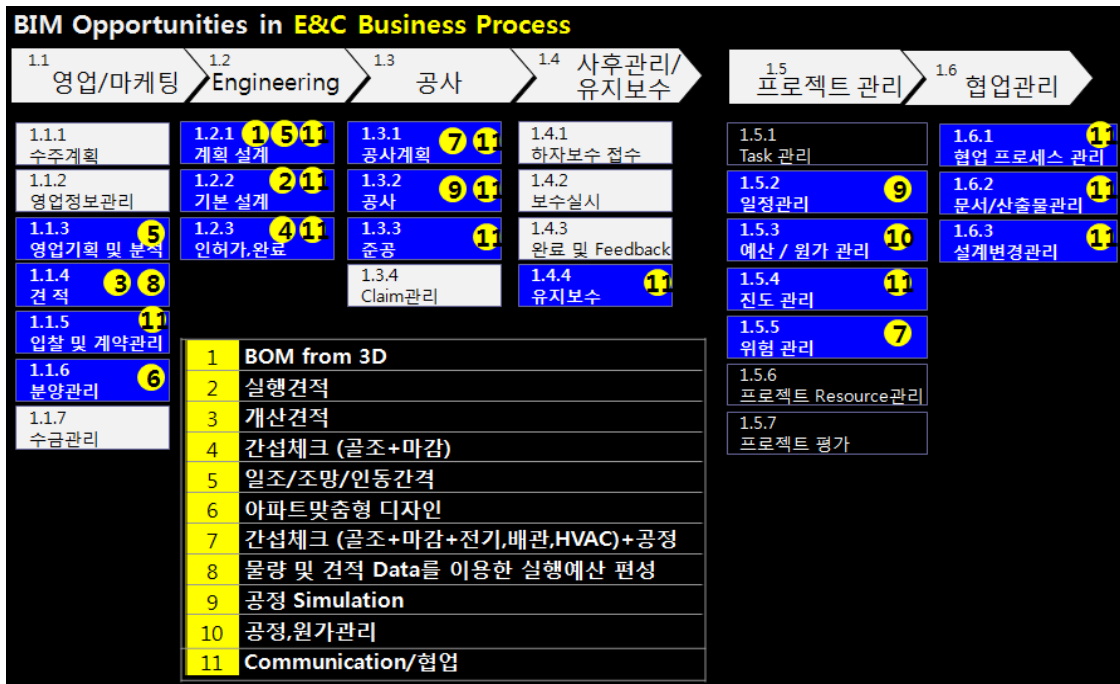 BIM Opportunities in E&C Business Process
1.1
영업/마케팅
1.2
Engineering
1.3
공사
1.4
사후관리/
유지보수
1.5
프로젝트 관리
1.6
협업관리
1.1.1
수주계획
1.1.2
영업정보관리
1.1.3
영업기획 및 분석
5
1.1.4
견 적
3 8
1.1.5
입찰 및 계약관리
11
1.1.6
분양관리
6
1.1.7
수금관리
1.2.1
계획 설계
1 5 11
1.2.2
기본 설계
2 11
1.2.3
인허가,완료
4 11
1.3.1
공사계획
7 11
1.3.2
공사
9 11
1.3.3
준공
11
1.3.4
Claim관리
1.4.1
하자보수 접수
1.4.2
보수실시
1.4.3
완료 및 Feedback
1.4.4
유지보수
11
1.5.1
Task 관리
1.5.2
일정관리
9
1.5.3
예산 / 원가 관리
10
1.5.4
진도 관리
11
1.5.5
위험 관리
7
1.5.6
프로젝트 Resource관리
1.5.7
프로젝트 평가
1.6.1
협업 프로세스 관리
11
1.6.2
문서/산출물관리
11
1.6.3
설계변경관리
11
1 BOM from 3D
2 실행견적
3 개산견적
4 간섭체크 (골조+마감)
5 일조/조망/인동간격
6 아파트맞춤형 디자인
7 간섭체크 (골조+마감+전기,배관,HVAC)+공정
8 물량 및 견적 Data를 이용한 실행예산 편성
9 공정 Simulation
10 공정,원가관리
11 Communication/협업